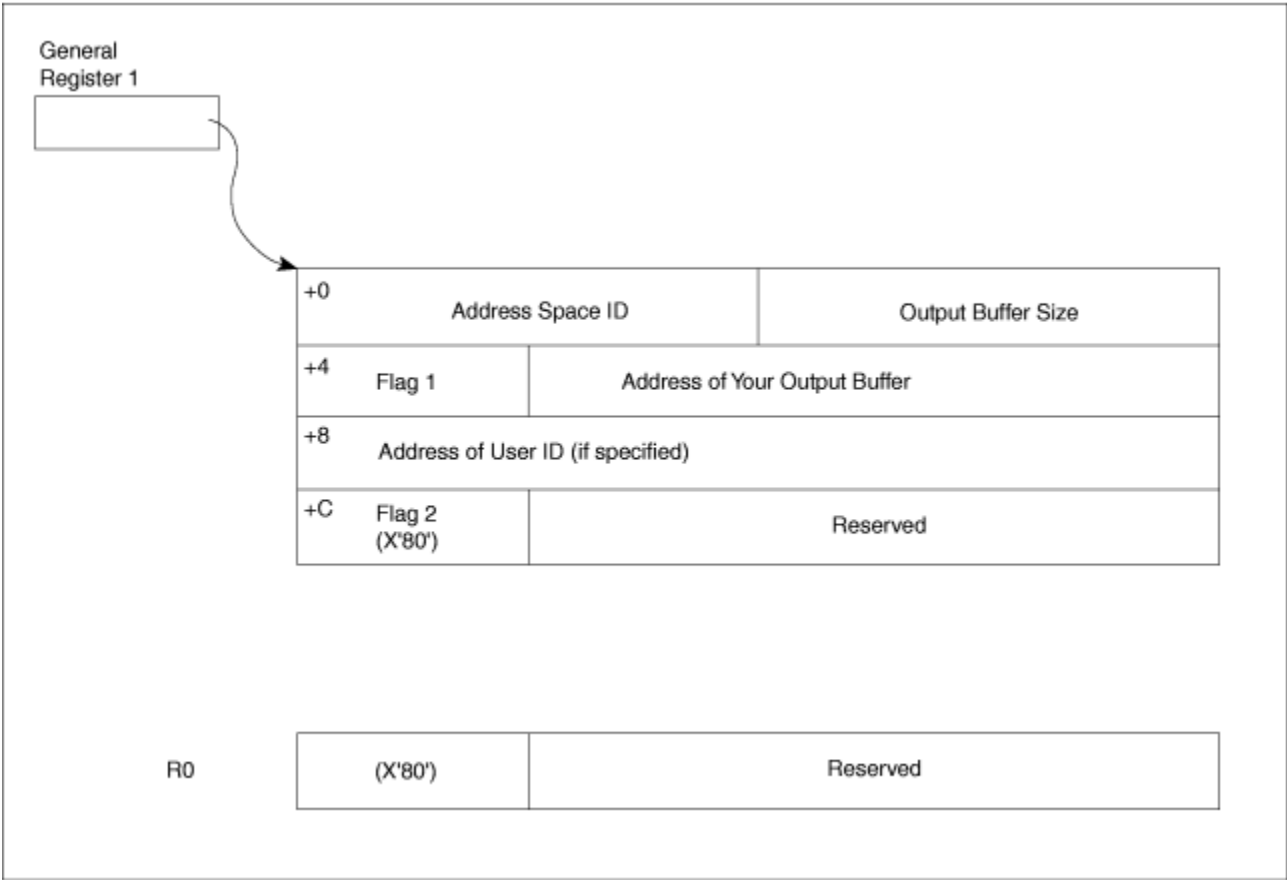 General
Register 1
+0
Address Space ID
Output Buffer Size
+4
Flag 1
Address of Your Output Buffer
+8
Address of User ID (if specified)
+C
Flag 2
(X'80')
Reserved
R0
(X'80')
Reserved